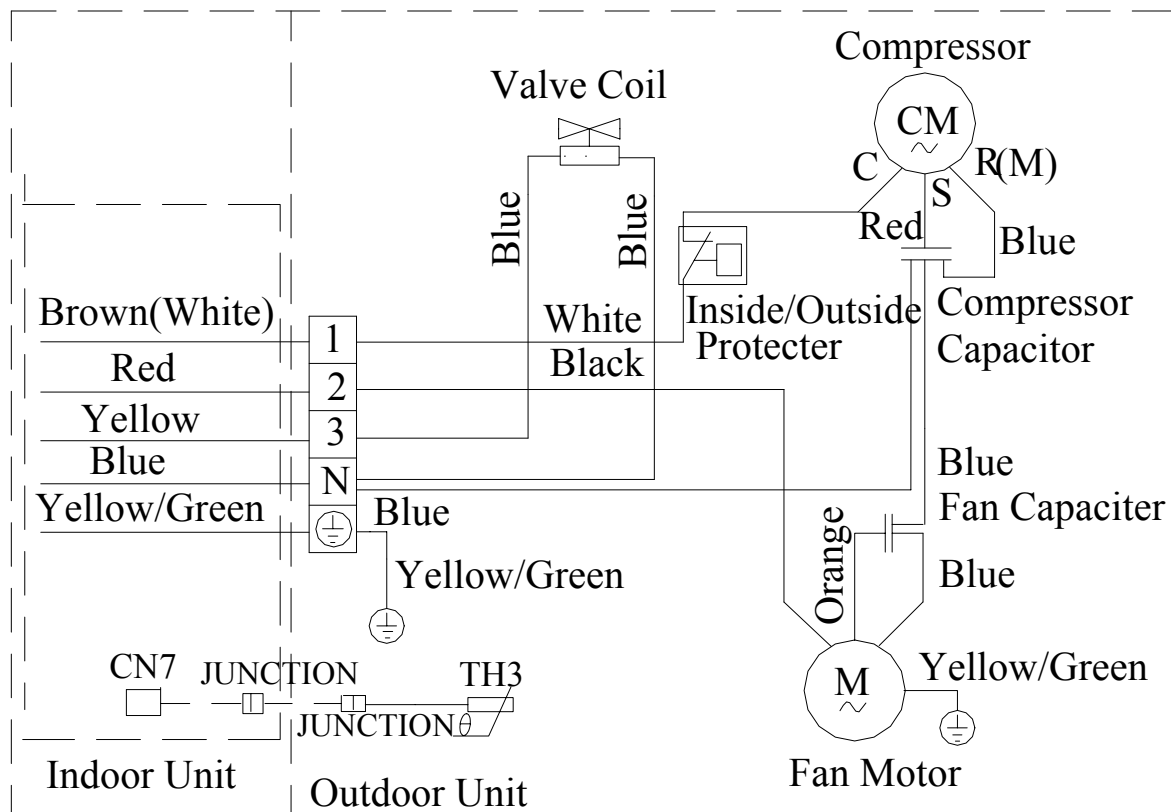 Compressor
Valve Coil
CM
C
S
R(M)
Red
Blue
Blue
Blue
Brown(White)
1
White
Inside/Outside
Protecter
Compressor
Capacitor
Red
2
Black
Yellow
3
Blue
N
Blue
Fan Capaciter
Yellow/Green
Blue
Yellow/Green
Orange
Blue
CN7
JUNCTION
TH3
JUNCTION
θ
M
Yellow/Green
Indoor Unit
Outdoor Unit
Fan Motor